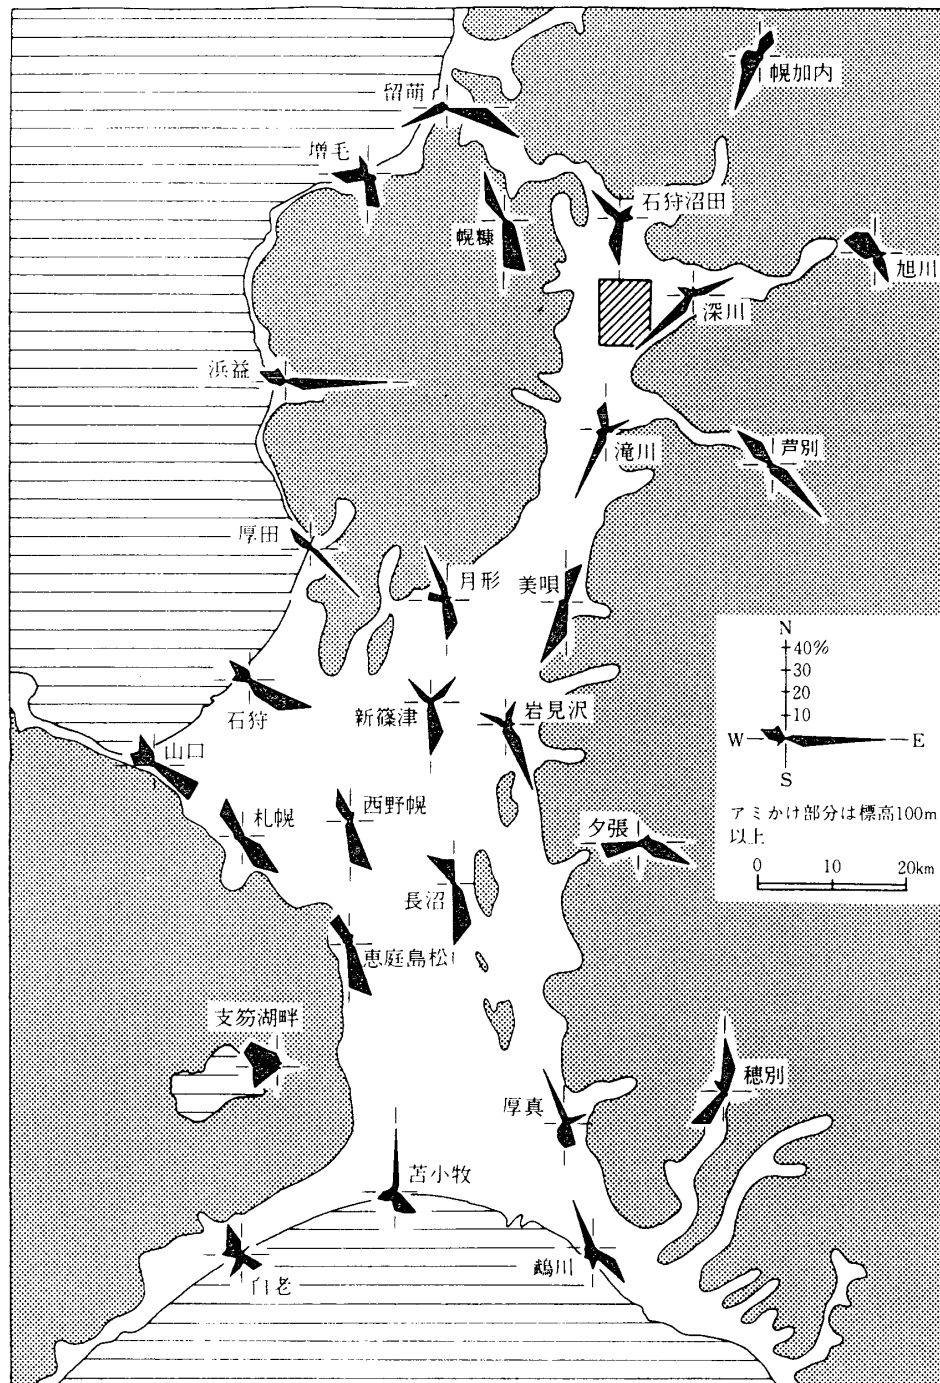 幌加内
留萌
増毛
石狩沼田
幌糠
旭川
深川
浜益
滝川
芦別
厚田
月形
美唄
N
40%
30
20
10
W
E
S
石狩
新篠津
岩見沢
山口
札幌
西野幌
夕張
アミかけ部分は標高100m
以上
0 10 20km
長沼
恵庭島松
支笏湖畔
穂別
厚真
苫小牧
鵡川
白老